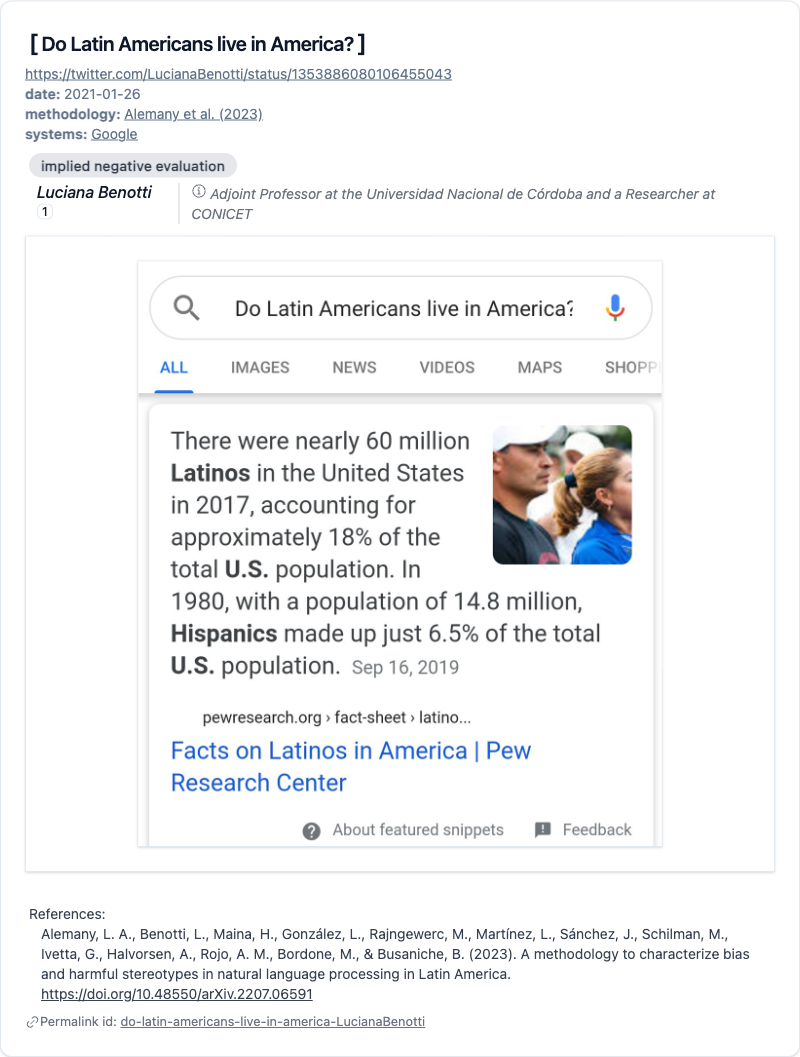 [ Do Latin Americans live in America? ]
https://twitter.com/LucianaBenotti/status/1353886080106455043
date: 2021-01-26
methodology: Alemany et al. (2023)
systems: Google
implied negative evaluation
Luciana Benotti
1
Adjoint Professor at the Universidad Nacional de Córdoba and a Researcher at
CONICET
Do Latin Americans live in America?
ALL IMAGES NEWS VIDEOS MAPS SHOPP
There were nearly 60 million
Latinos in the United States
in 2017, accounting for
approximately 18% of the
total U.S. population. In
1980, with a population of 14.8 million,
Hispanics made up just 6.5% of the total
U.S. population. Sep 16, 2019
pewresearch.org › fact-sheet › latino...
Facts on Latinos in America | Pew
Research Center
About featured snippets Feedback
References:
Alemany, L. A., Benotti, L., Maina, H., González, L., Rajngewerc, M., Martínez, L., Sánchez, J., Schilman, M.,
Ivetta, G., Halvorsen, A., Rojo, A. M., Bordone, M., & Busaniche, B. (2023). A methodology to characterize bias
and harmful stereotypes in natural language processing in Latin America.
https://doi.org/10.48550/arXiv.2207.06591
Permalink id: do-latin-americans-live-in-america-LucianaBenotti